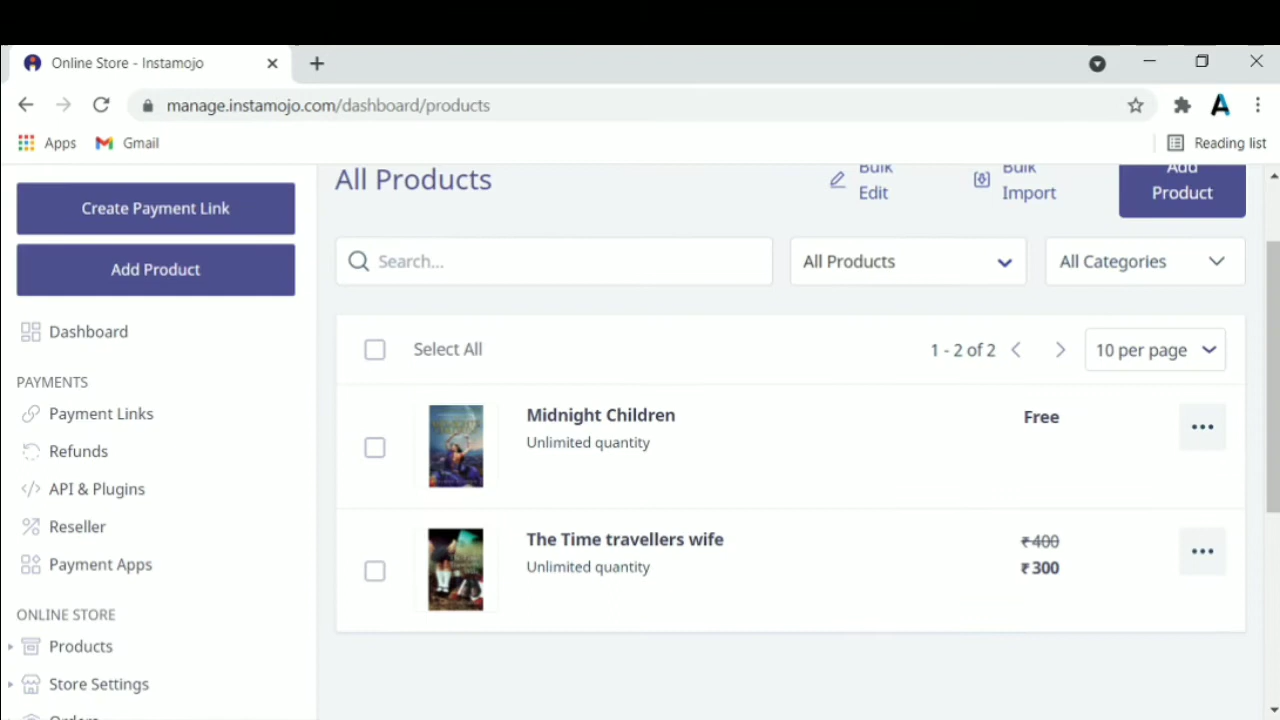 Online Store - Instamojo
manage.instamojo.com/dashboard/products
Apps
Gmail
Reading list
Create Payment Link
Add Product
Dashboard
PAYMENTS
Payment Links
Refunds
API & Plugins
Reseller
Payment Apps
ONLINE STORE
Products
Store Settings
Orders
All Products
Bulk
Edit
Bulk
Import
Add
Product
Search...
All Products
All Categories
Select All
1 - 2 of 2
10 per page
Midnight Children
Free
Unlimited quantity
The Time travellers wife
₹400
Unlimited quantity
₹300